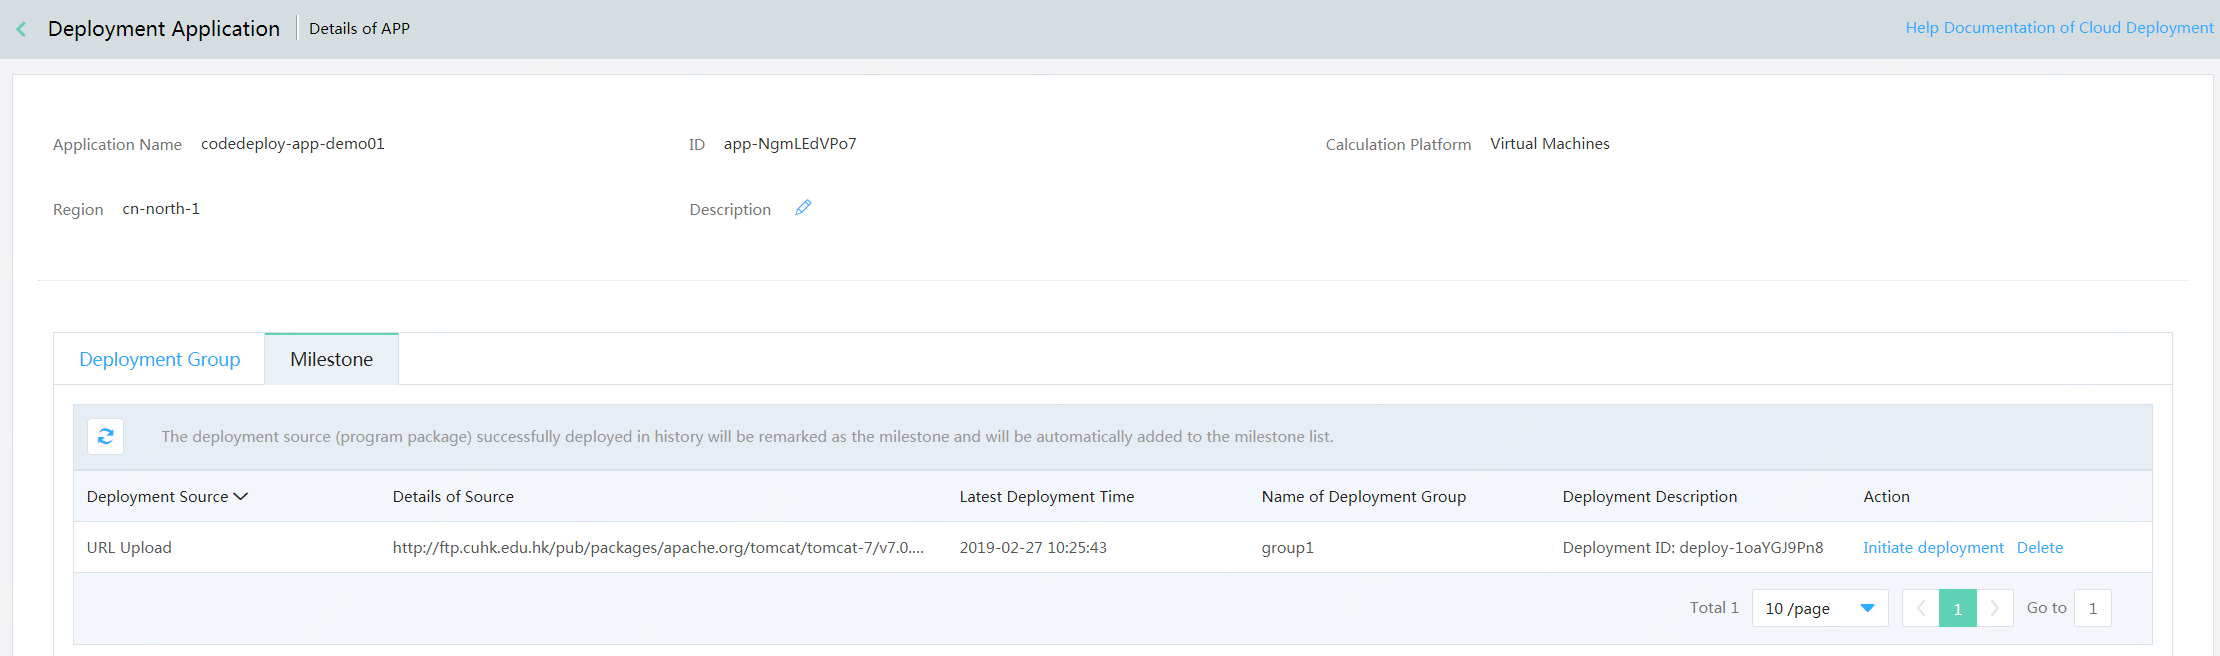 Deployment Application Details of APP Help Documentation of Cloud Deployment
Application Name codedeploy-app-demo01 ID app-NgmLEdVPo7 Calculation Platform Virtual Machines
Region cn-north-1 Description
Deployment Group Milestone
The deployment source (program package) successfully deployed in history will be remarked as the milestone and will be automatically added to the milestone list.
Deployment Source Details of Source Latest Deployment Time Name of Deployment Group Deployment Description Action
URL Upload http://ftp.cuhk.edu.hk/pub/packages/apache.org/tomcat/tomcat-7/v7.0.... 2019-02-27 10:25:43 group1 Deployment ID: deploy-1oaYGJ9Pn8 Initiate deployment Delete
Total 1 10 /page 1 Go to 1